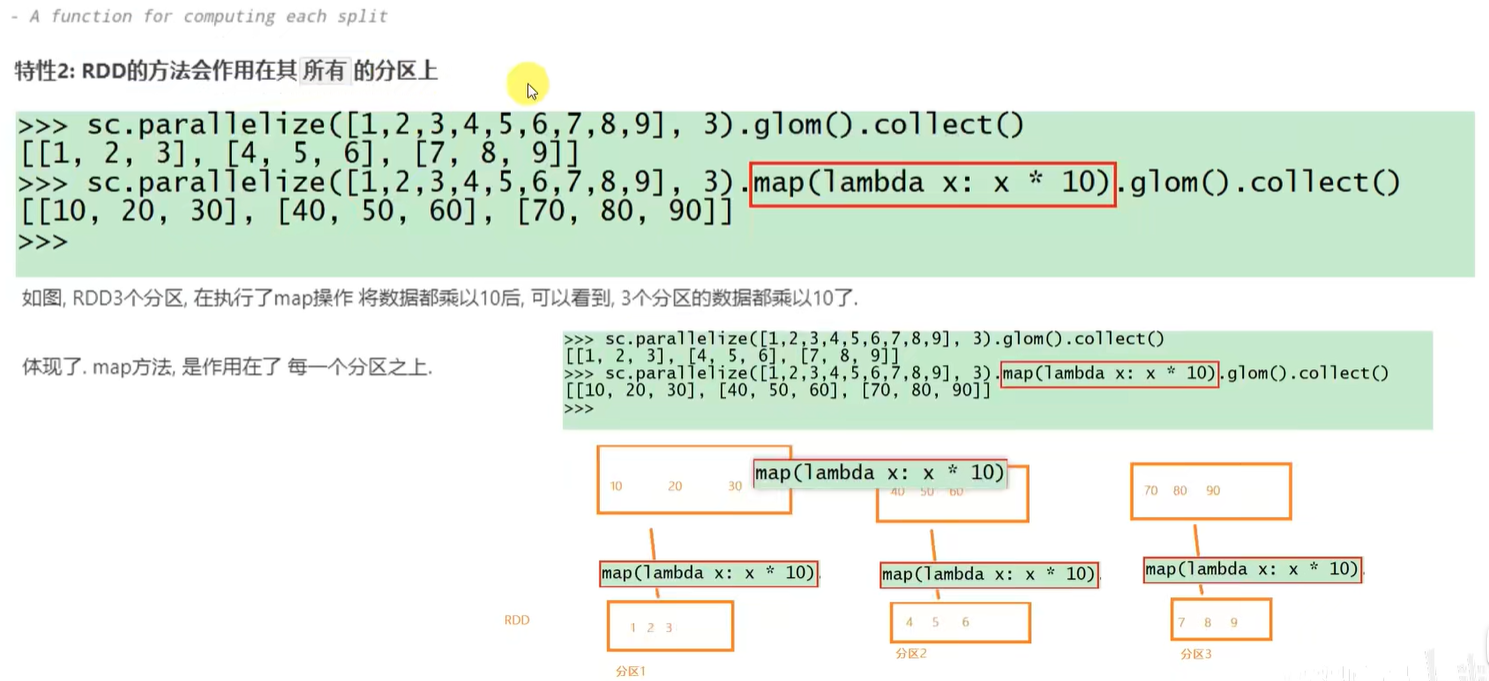 - A function for computing each split
特性2: RDD的方法会作用在其 所有 的分区上
>>> sc.parallelize([1,2,3,4,5,6,7,8,9], 3).glom().collect()
[[1, 2, 3], [4, 5, 6], [7, 8, 9]]
>>> sc.parallelize([1,2,3,4,5,6,7,8,9], 3).map(lambda x: x * 10).glom().collect()
[[10, 20, 30], [40, 50, 60], [70, 80, 90]]
>>>
如图, RDD3个分区, 在执行了map操作 将数据都乘以10后, 可以看到, 3个分区的数据都乘以10了.
体现了. map方法, 是作用在了 每一个分区之上.
>>> sc.parallelize([1,2,3,4,5,6,7,8,9], 3).glom().collect()
[[1, 2, 3], [4, 5, 6], [7, 8, 9]]
>>> sc.parallelize([1,2,3,4,5,6,7,8,9], 3).map(lambda x: x * 10).glom().collect()
[[10, 20, 30], [40, 50, 60], [70, 80, 90]]
>>>
map(lambda x: x * 10)
10 20 30
40 50 60
70 80 90
map(lambda x: x * 10).
map(lambda x: x * 10).
map(lambda x: x * 10).
RDD
1 2 3
4 5 6
7 8 9
分区1
分区2
分区3